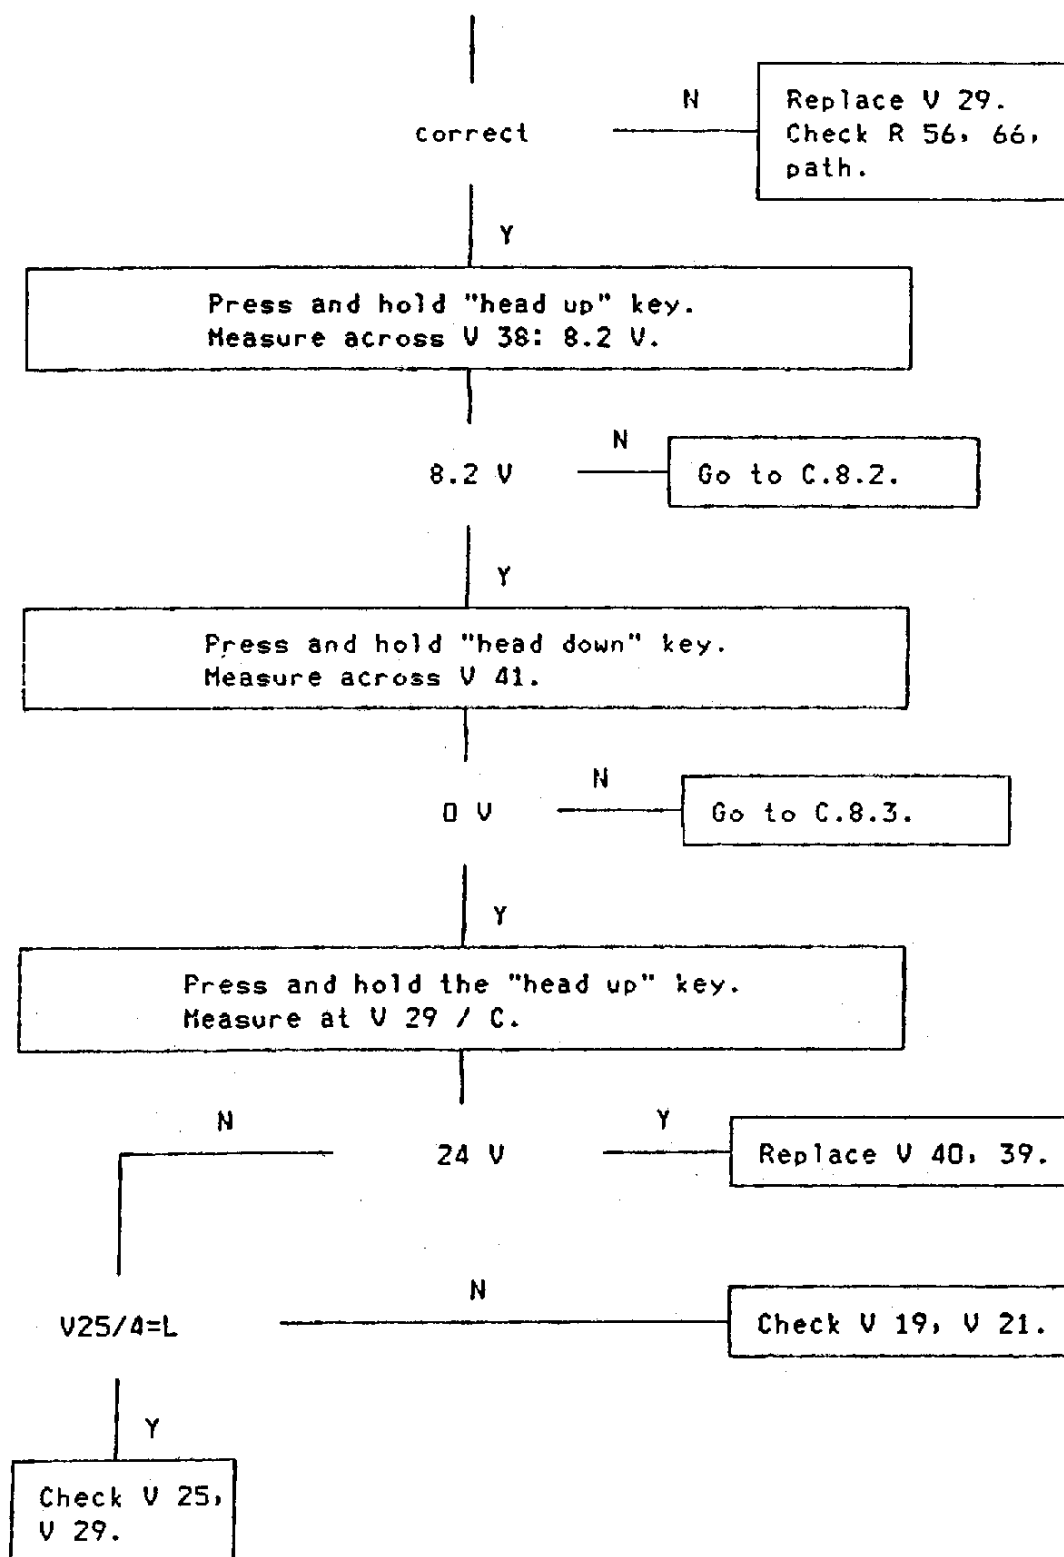 N
Replace V 29.
Check R 56, 66,
path.
correct
Y
Press and hold "head up" key.
Measure across V 38: 8.2 V.
N
8.2 V
Go to C.8.2.
Y
Press and hold "head down" key.
Measure across V 41.
N
0 V
Go to C.8.3.
Y
Press and hold the "head up" key.
Measure at V 29 / C.
N
Y
24 V
Replace V 40, 39.
N
V25/4=L
Check V 19, V 21.
Y
Check V 25,
V 29.